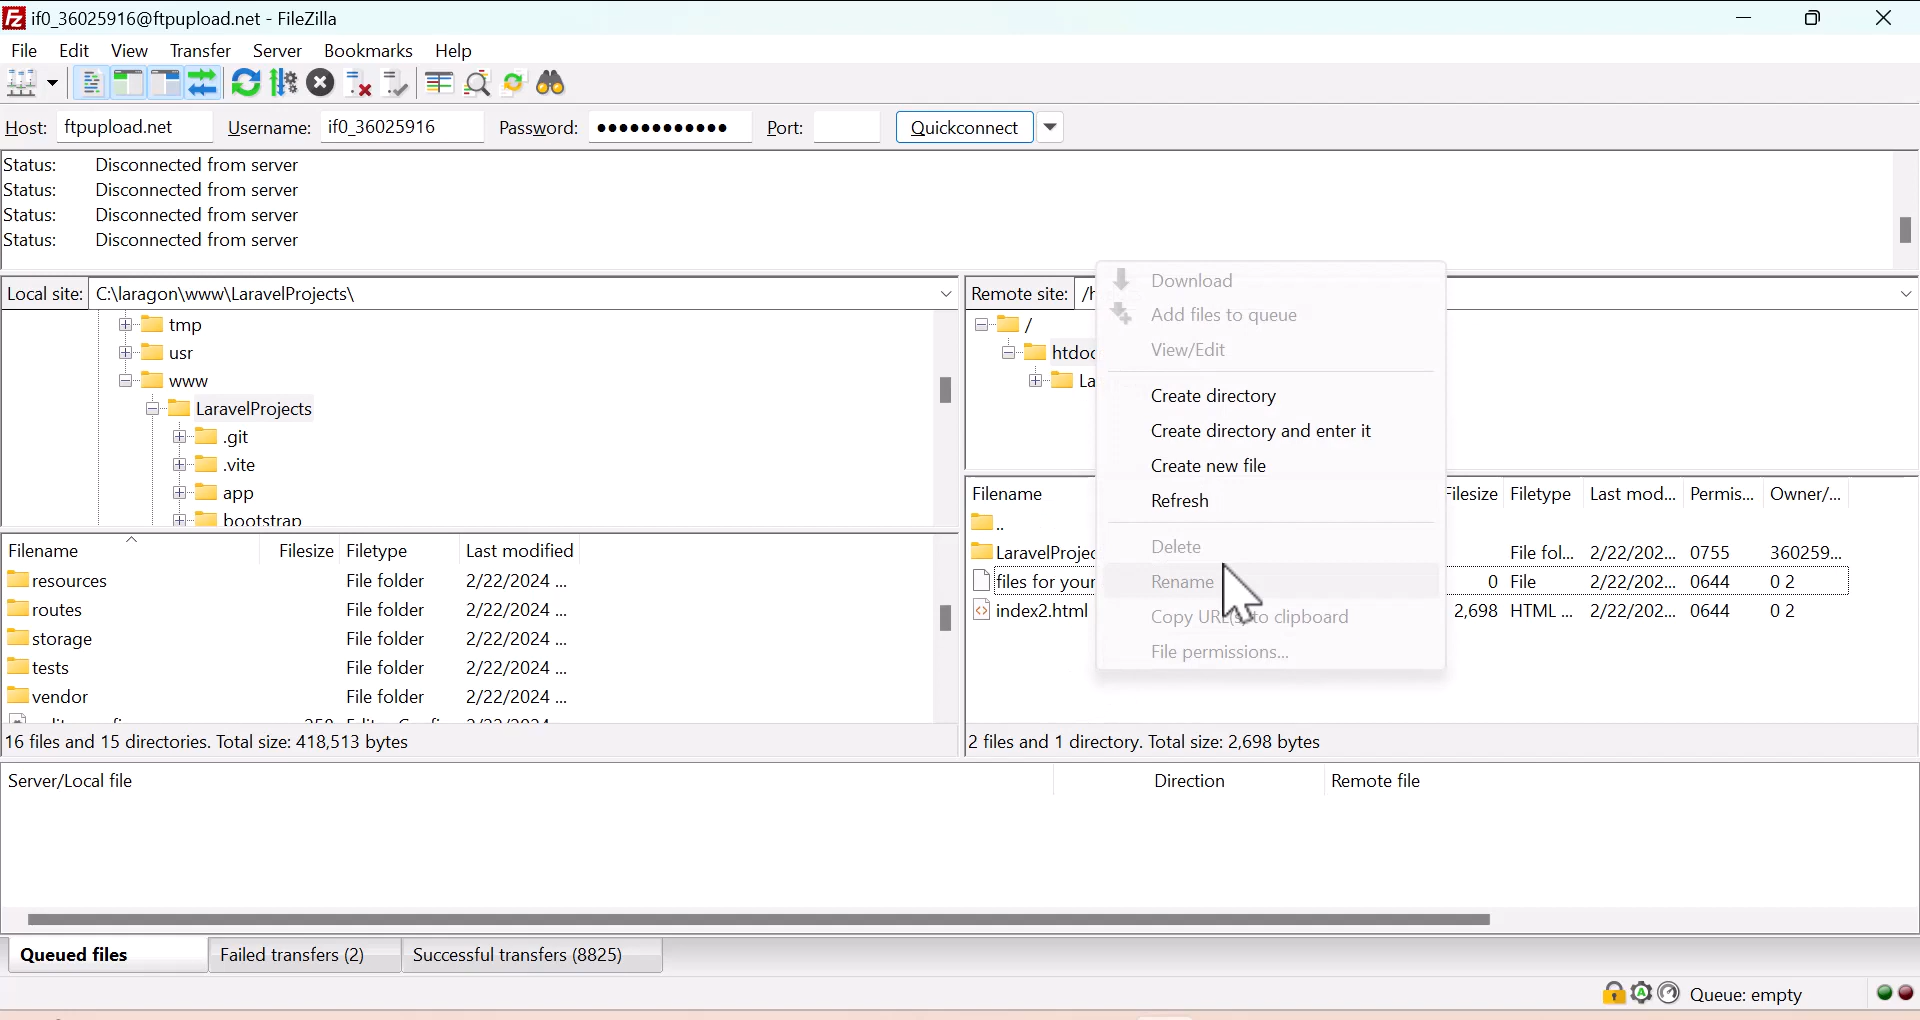 if0_36025916@ftpupload.net - FileZilla
File Edit View Transfer Server Bookmarks Help
Host: ftpupload.net Username: if0_36025916 Password: ●●●●●●●●●●●● Port: Quickconnect
Status: Disconnected from server
Status: Disconnected from server
Status: Disconnected from server
Status: Disconnected from server
Local site: C:\laragon\www\LaravelProjects\
tmp
usr
www
LaravelProjects
.git
.vite
app
bootstrap
Filename Filesize Filetype Last modified
resources File folder 2/22/2024 ...
routes File folder 2/22/2024 ...
storage File folder 2/22/2024 ...
tests File folder 2/22/2024 ...
vendor File folder 2/22/2024 ...
16 files and 15 directories. Total size: 418,513 bytes
Remote site: /h
/
htdoc
La
Download
Add files to queue
View/Edit
Create directory
Create directory and enter it
Create new file
Refresh
Delete
Rename
Copy URL(s) to clipboard
File permissions...
Filename Filesize Filetype Last mod... Permis... Owner/...
..
LaravelProjec File fol... 2/22/202... 0755 360259...
files for your 0 File 2/22/202... 0644 0 2
index2.html 2,698 HTML ... 2/22/202... 0644 0 2
2 files and 1 directory. Total size: 2,698 bytes
Server/Local file Direction Remote file
Queued files Failed transfers (2) Successful transfers (8825)
Queue: empty